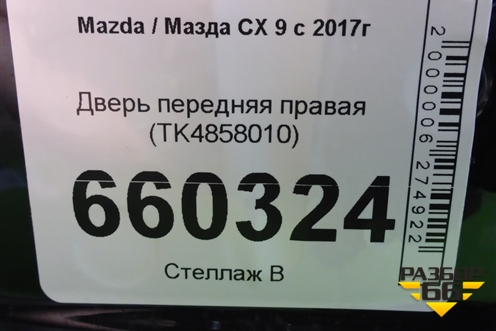 Mazda / Мазда CX 9 с 2017г
Дверь передняя правая
(TK4858010)
660324
Стеллаж В
2000006274922
РАЗБОР
66